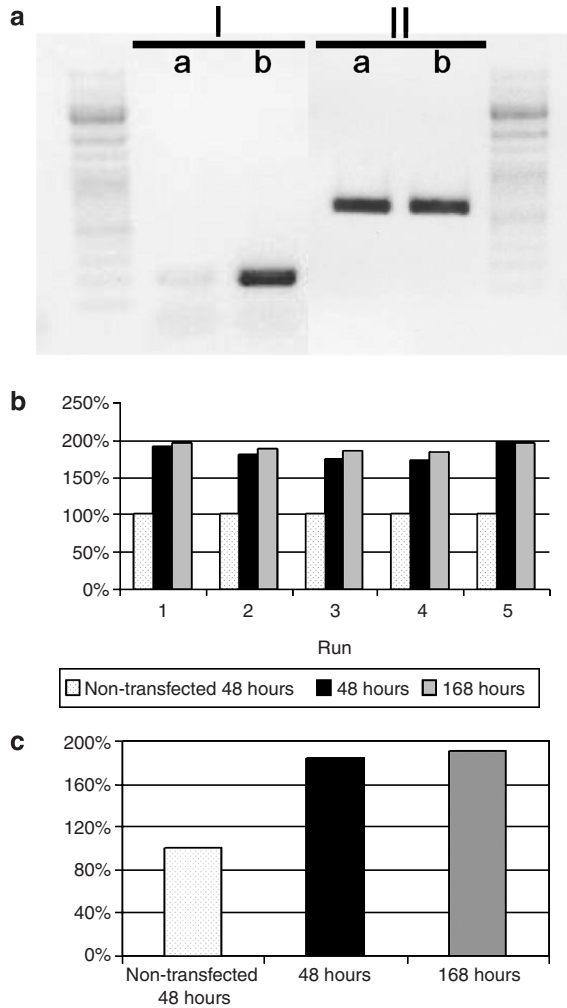 a
I II
a b a b
b
250%
200%
150%
100%
50%
0%
1 2 3 4 5
Run
Non-transfected 48 hours 48 hours 168 hours
c
200%
160%
120%
80%
40%
0%
Non-transfected 48 hours 168 hours
48 hours